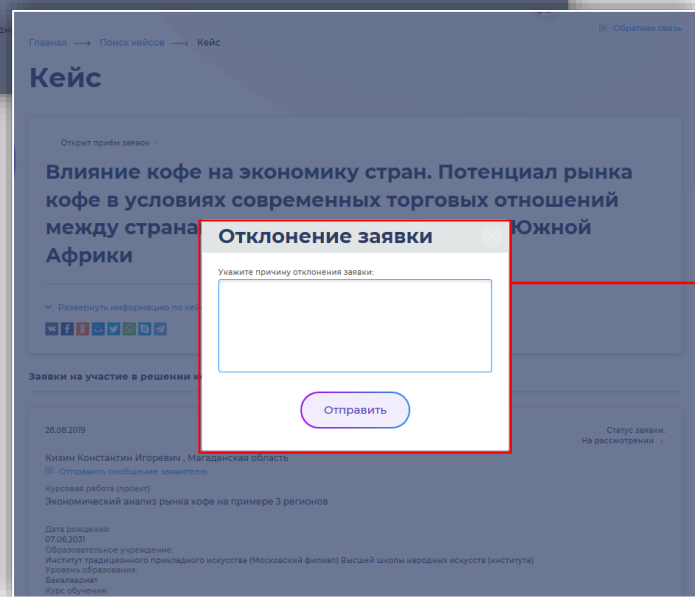 Обратная связь
Главная ⟶ Поиск кейсов ⟶ Кейс
Кейс
Открыт приём заявок
Влияние кофе на экономику стран. Потенциал рынка
кофе в условиях современных торговых отношений
между страна Южной
Африки
Отклонение заявки
Укажите причину отклонения заявки:
Отправить
Развернуть информацию по кей
Заявки на участие в решении к
28.08.2019
Статус заявки:
На рассмотрении
Кизин Константин Игоревич , Магаданская область
Отправить сообщение заявителю
Курсовая работа (проект)
Экономический анализ рынка кофе на примере 3 регионов
Дата рождения:
07.06.2031
Образовательное учреждение:
Институт традиционного прикладного искусства (Московский филиал) Высшей школы народных искусств (института)
Уровень образования:
Бакалавриат
Курс обучения: